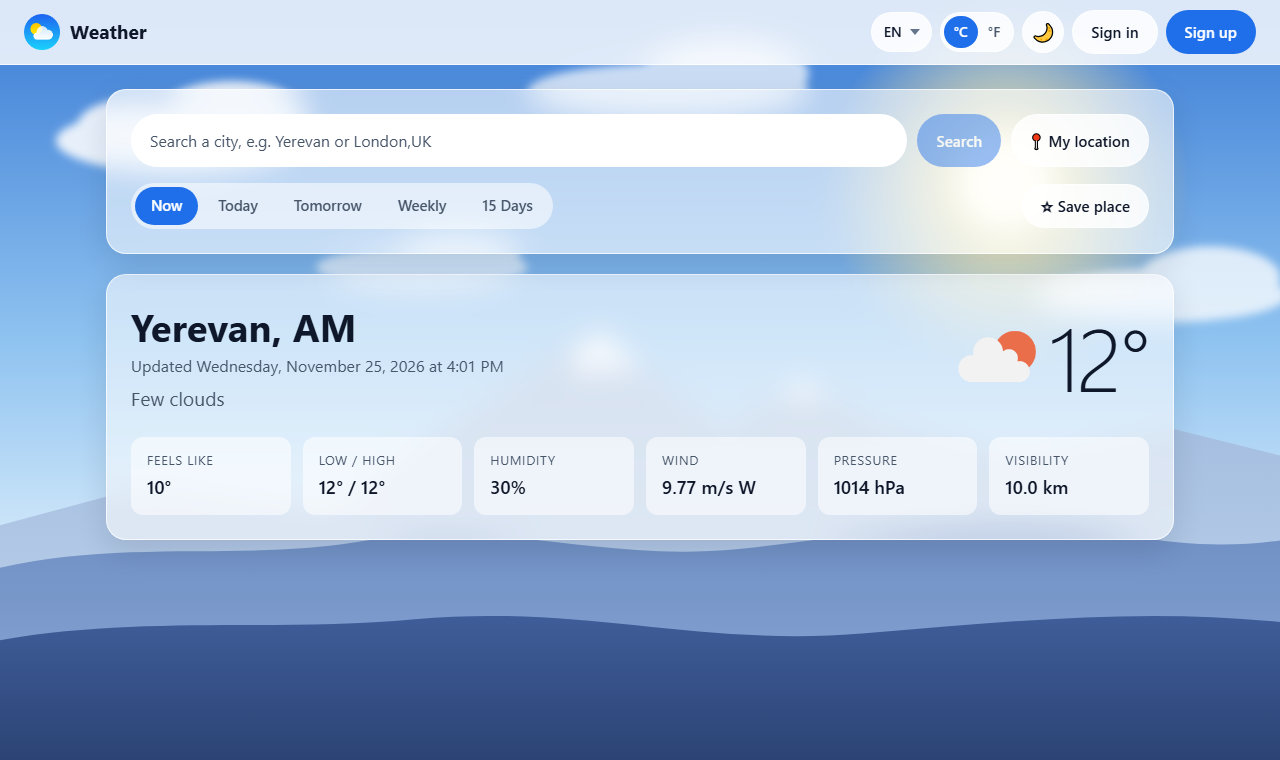 Weather
EN
°C °F
Sign in
Sign up
Search a city, e.g. Yerevan or London,UK
Search
My location
Now
Today
Tomorrow
Weekly
15 Days
☆ Save place
Yerevan, AM
Updated Wednesday, November 25, 2026 at 4:01 PM
Few clouds
12°
FEELS LIKE
10°
LOW / HIGH
12° / 12°
HUMIDITY
30%
WIND
9.77 m/s W
PRESSURE
1014 hPa
VISIBILITY
10.0 km